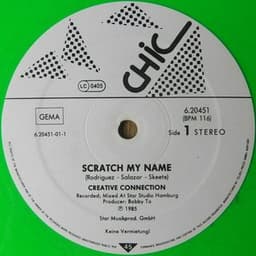 CHIC
LC 0405
GEMA
6.20451-01-1
6.20451
(BPM 116)
Side 1 STEREO
SCRATCH MY NAME
(Rodriguez - Salazar - Skeete)
CREATIVE CONNECTION
Recorded; Mixed At Star Studio Hamburg
Producer: Bobby To
Ⓟ 1985
Star Musikprod. GmbH
Keine Vermietung!
45